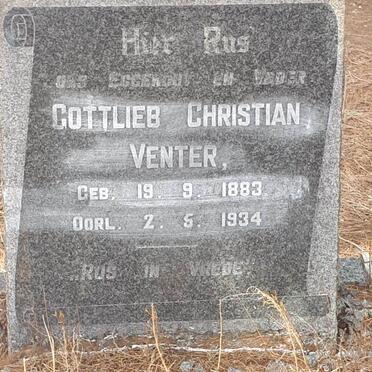 Hier Rus
ons Eggenoot en Vader
Gottlieb Christian
Venter,
Geb. 19. 9. 1883
Oorl. 2. 5. 1934
Rus in Vrede